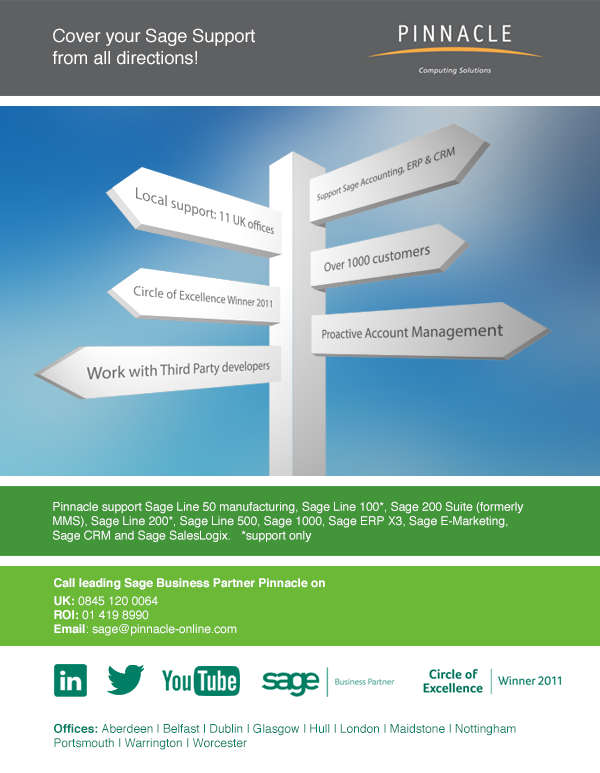 Cover your Sage Support
from all directions!
PINNACLE
Computing Solutions
Local support: 11 UK offices
Support Sage Accounting, ERP & CRM
Over 1000 customers
Circle of Excellence Winner 2011
Proactive Account Management
Work with Third Party developers
Pinnacle support Sage Line 50 manufacturing, Sage Line 100*, Sage 200 Suite (formerly
MMS), Sage Line 200*, Sage Line 500, Sage 1000, Sage ERP X3, Sage E-Marketing,
Sage CRM and Sage SalesLogix. *support only
Call leading Sage Business Partner Pinnacle on
UK: 0845 120 0064
ROI: 01 419 8990
Email: sage@pinnacle-online.com
in
YouTube
sage
Business Partner
Circle of
Excellence
Winner 2011
Offices: Aberdeen | Belfast | Dublin | Glasgow | Hull | London | Maidstone | Nottingham
Portsmouth | Warrington | Worcester